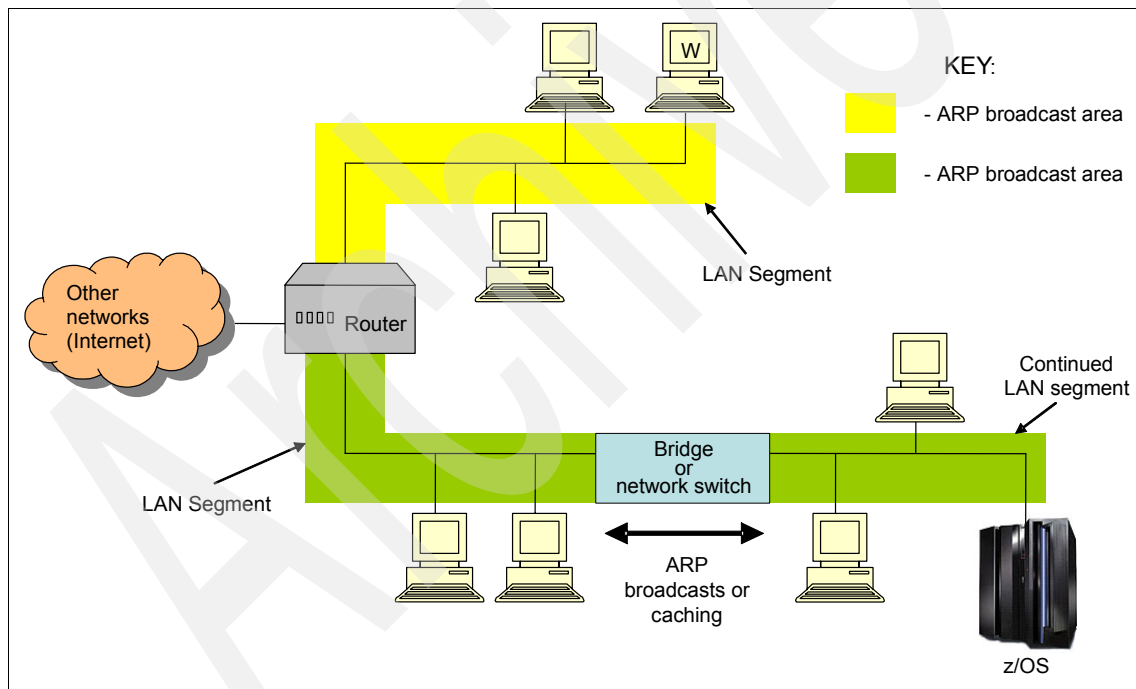 W
KEY:
- ARP broadcast area
- ARP broadcast area
LAN Segment
Other
networks
(Internet)
Router
Continued
LAN segment
Bridge
or
network switch
LAN Segment
ARP
broadcasts or
caching
z/OS
Archive